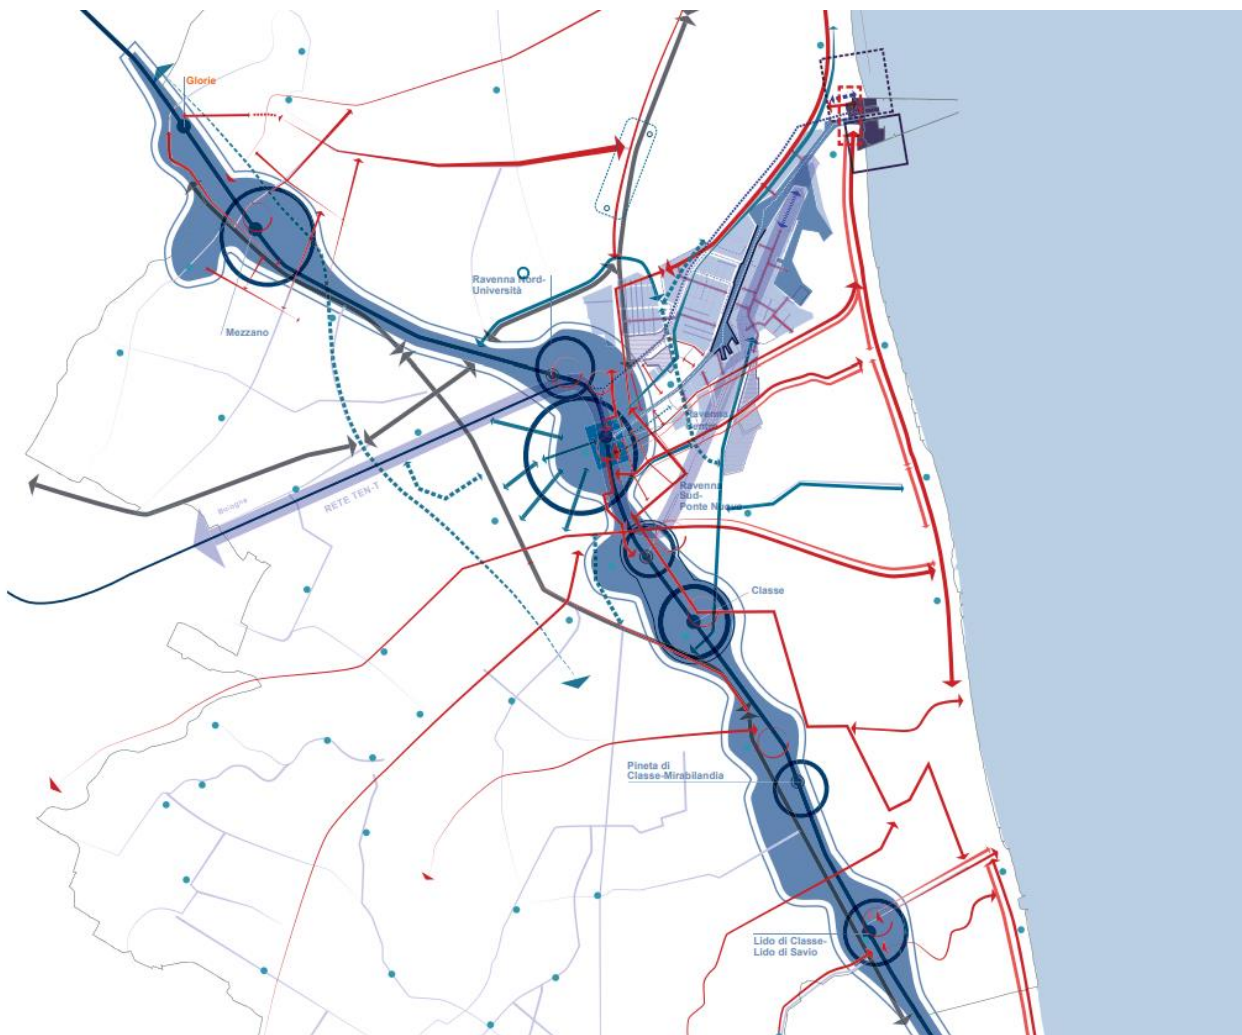 Glorie
Ravenna Nord-
Università
Mezzano
Ravenna
Centro
Bologna
RETE TEN-T
Ravenna
Sud-
Ponte Nuovo
Classe
Pineta di
Classe-Mirabilandia
Lido di Classe-
Lido di Savio